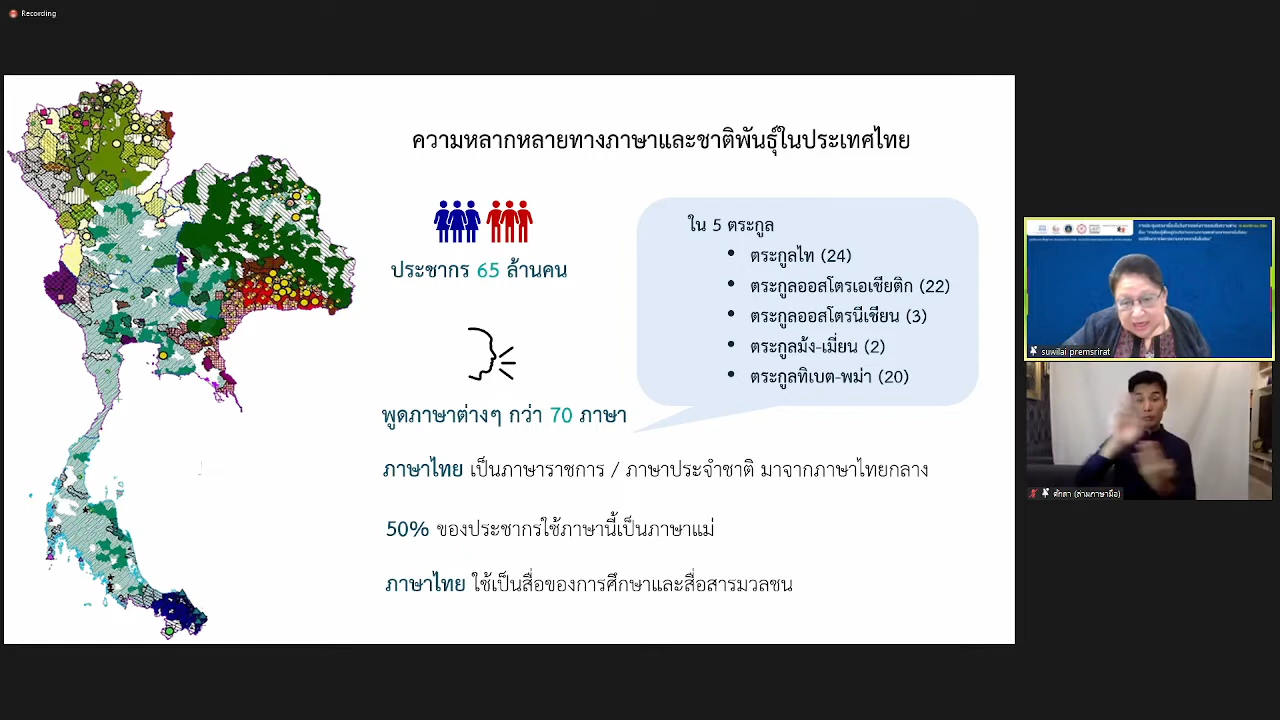 Recording
ความหลากหลายทางภาษาและชาติพันธุ์ในประเทศไทย
ประชากร 65 ล้านคน
ใน 5 ตระกูล
• ตระกูลไท (24)
• ตระกูลออสโตรเอเชียติก (22)
• ตระกูลออสโตรนีเซียน (3)
• ตระกูลม้ง-เมี่ยน (2)
• ตระกูลทิเบต-พม่า (20)
พูดภาษาต่างๆ กว่า 70 ภาษา
ภาษาไทย เป็นภาษาราชการ / ภาษาประจำชาติ มาจากภาษาไทยกลาง
50% ของประชากรใช้ภาษานี้เป็นภาษาแม่
ภาษาไทย ใช้เป็นสื่อของการศึกษาและสื่อสารมวลชน
suwilai premsrirat
(ล่ามภาษามือ)